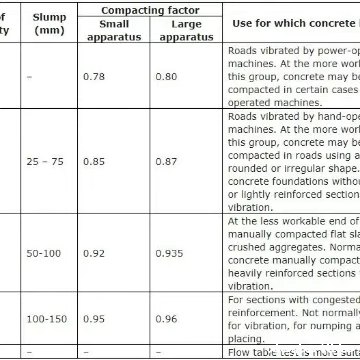 of
ty
Slump
(mm)
Compacting factor
Small
apparatus
Large
apparatus
Use for which concrete
–
0.78
0.80
Roads vibrated by power-op
machines. At the more work
this group, concrete may be
compacted in certain cases
operated machines.
25 – 75
0.85
0.87
Roads vibrated by hand-ope
machines. At the more work
this group, concrete may be
compacted in roads using a
rounded or irregular shape.
concrete foundations withou
or lightly reinforced section
vibration.
50-100
0.92
0.935
At the less workable end of
manually compacted flat sla
crushed aggregates. Norma
concrete manually compact
heavily reinforced sections
vibration.
100-150
0.95
0.96
For sections with congested
reinforcement. Not normally
for vibration, for numping a
placing.
–
–
–
Flow table test is more suit